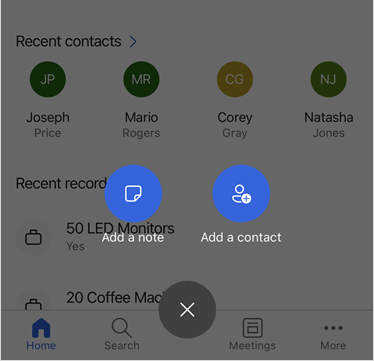 Recent contacts
JP MR CG NJ
Joseph Mario Corey Natasha
Price Rogers Gray Jones
Recent record
50 LED Monitors
Yes
Add a note Add a contact
20 Coffee Mac
Home Search Meetings More